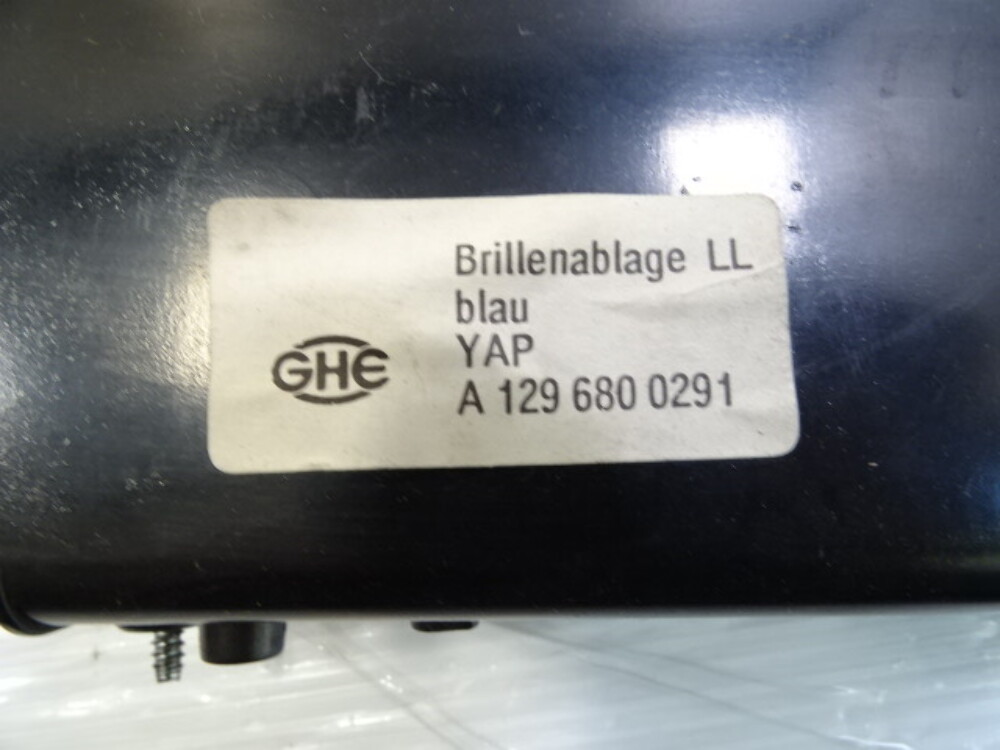 Brillenablage LL
blau
YAP
GHE
A 129 680 0291